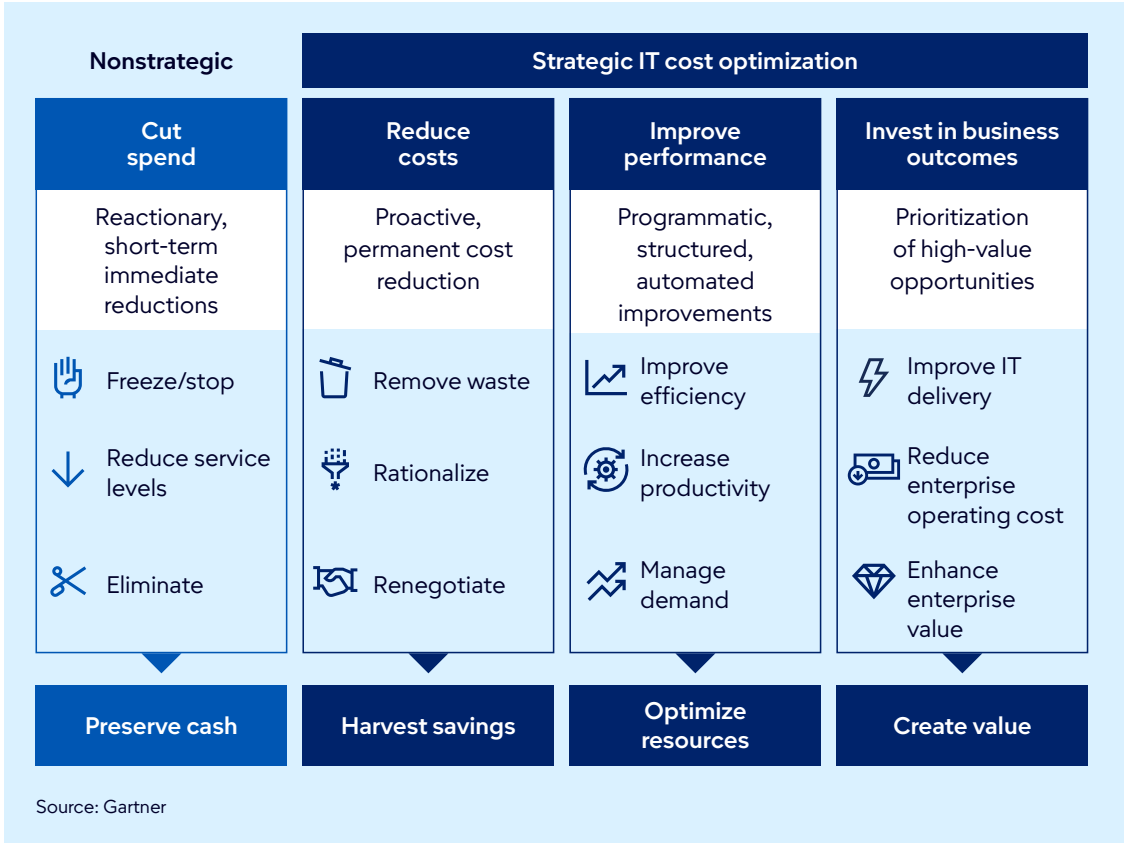 Nonstrategic
Strategic IT cost optimization
Cut
spend
Reactionary,
short-term
immediate
reductions
Freeze/stop
Reduce service
levels
Eliminate
Preserve cash
Reduce
costs
Proactive,
permanent cost
reduction
Remove waste
Rationalize
Renegotiate
Harvest savings
Improve
performance
Programmatic,
structured,
automated
improvements
Improve
efficiency
Increase
productivity
Manage
demand
Optimize
resources
Invest in business
outcomes
Prioritization
of high-value
opportunities
Improve IT
delivery
Reduce
enterprise
operating cost
Enhance
enterprise
value
Create value
Source: Gartner